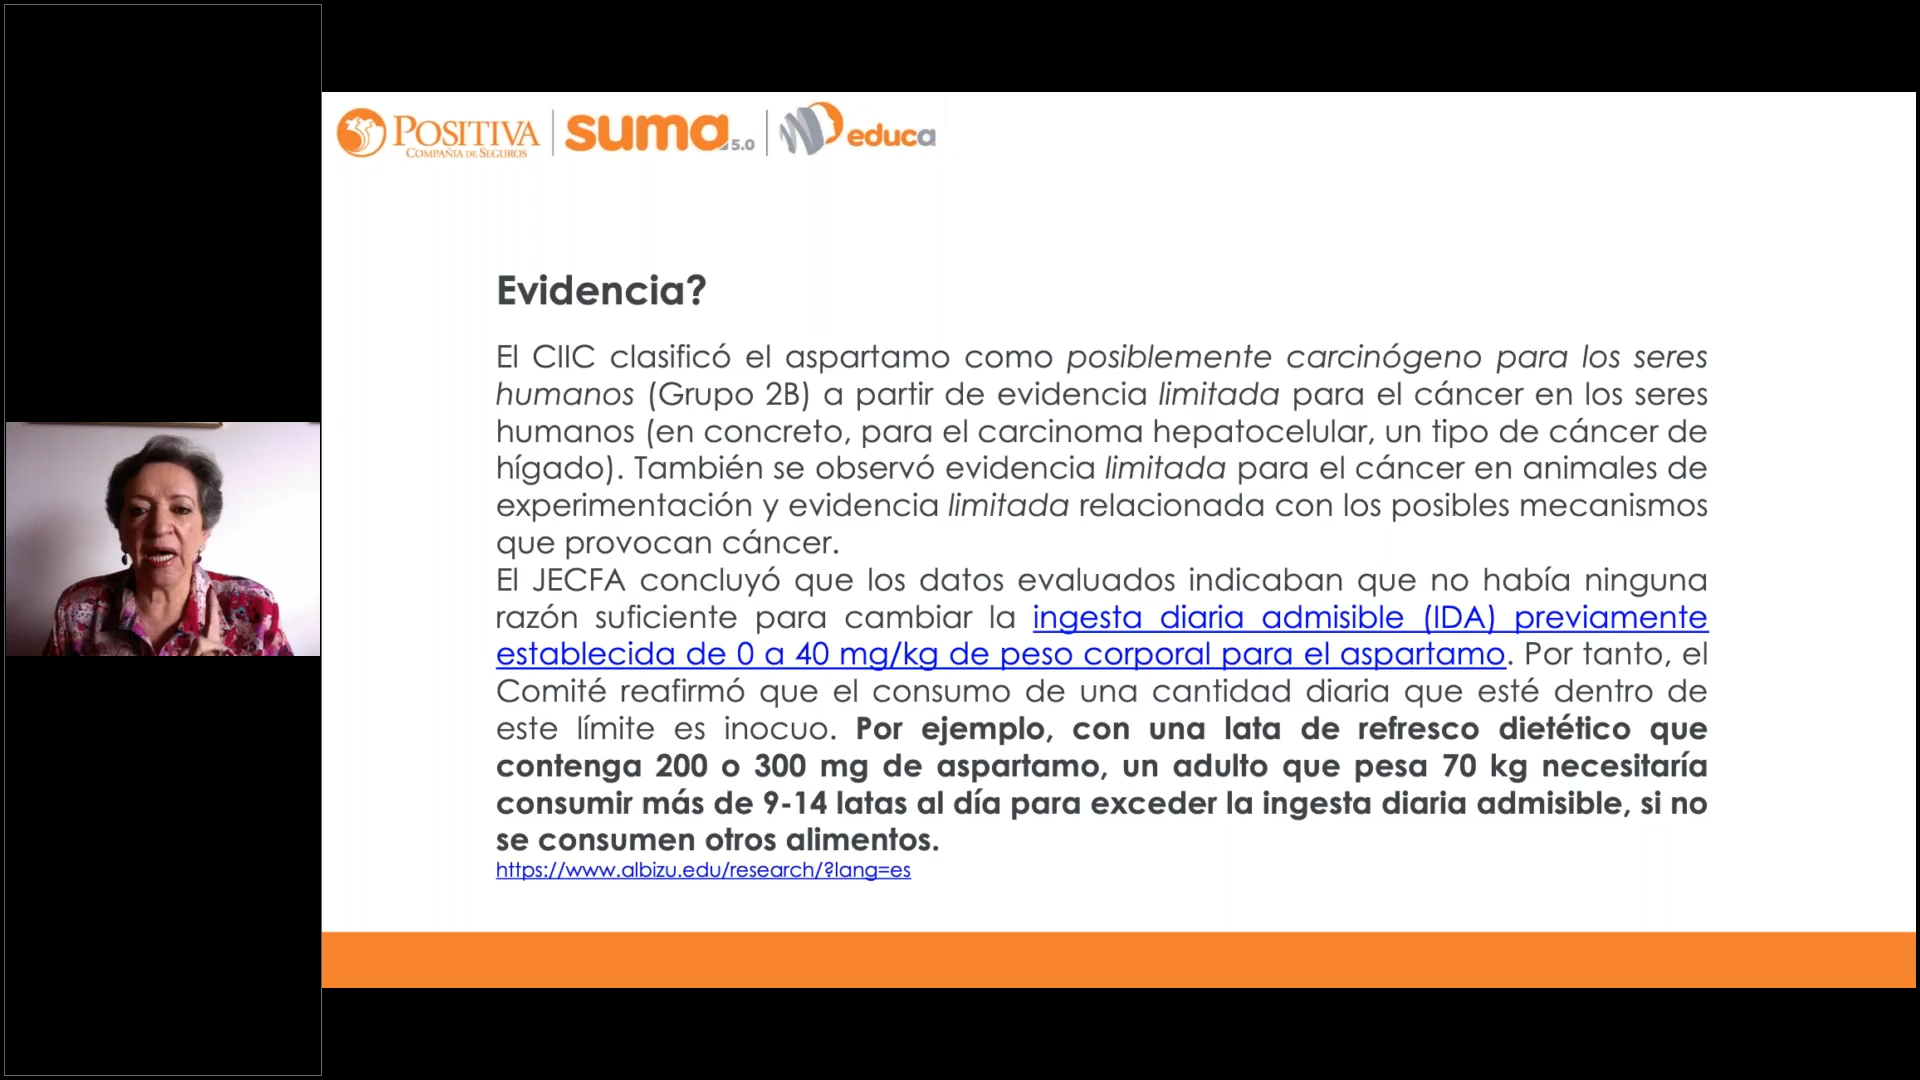 POSITIVA
COMPAÑIA DE SEGUROS
suma 5.0
educa
Evidencia?
El CIIC clasificó el aspartamo como posiblemente carcinógeno para los seres
humanos (Grupo 2B) a partir de evidencia limitada para el cáncer en los seres
humanos (en concreto, para el carcinoma hepatocelular, un tipo de cáncer de
hígado). También se observó evidencia limitada para el cáncer en animales de
experimentación y evidencia limitada relacionada con los posibles mecanismos
que provocan cáncer.
El JECFA concluyó que los datos evaluados indicaban que no había ninguna
razón suficiente para cambiar la ingesta diaria admisible (IDA) previamente
establecida de 0 a 40 mg/kg de peso corporal para el aspartamo. Por tanto, el
Comité reafirmó que el consumo de una cantidad diaria que esté dentro de
este límite es inocuo. Por ejemplo, con una lata de refresco dietético que
contenga 200 o 300 mg de aspartamo, un adulto que pesa 70 kg necesitaría
consumir más de 9-14 latas al día para exceder la ingesta diaria admisible, si no
se consumen otros alimentos.
https://www.albizu.edu/research/?lang=es